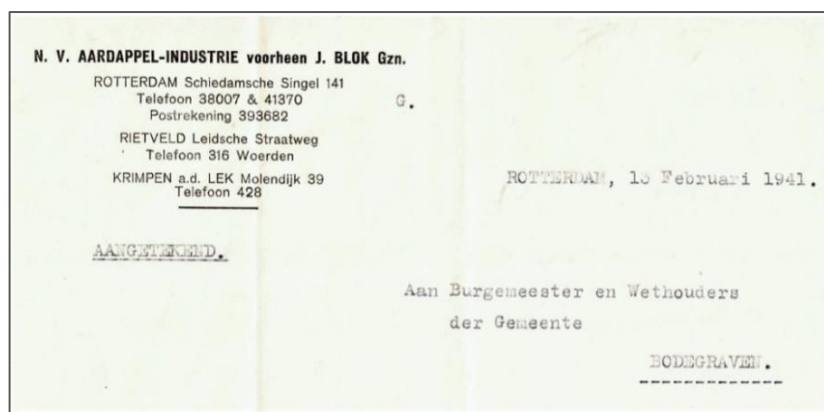 N. V. AARDAPPEL-INDUSTRIE voorheen J. BLOK Gzn.
ROTTERDAM Schiedamsche Singel 141
Telefoon 38007 & 41370
Postrekening 393682
G.
RIETVELD Leidsche Straatweg
Telefoon 316 Woerden
KRIMPEN a.d. LEK Molendijk 39
Telefoon 428
ROTTERDAM, 13 Februari 1941.
AANGETEKEND.
Aan Burgemeester en Wethouders
der Gemeente
BODEGRAVEN.